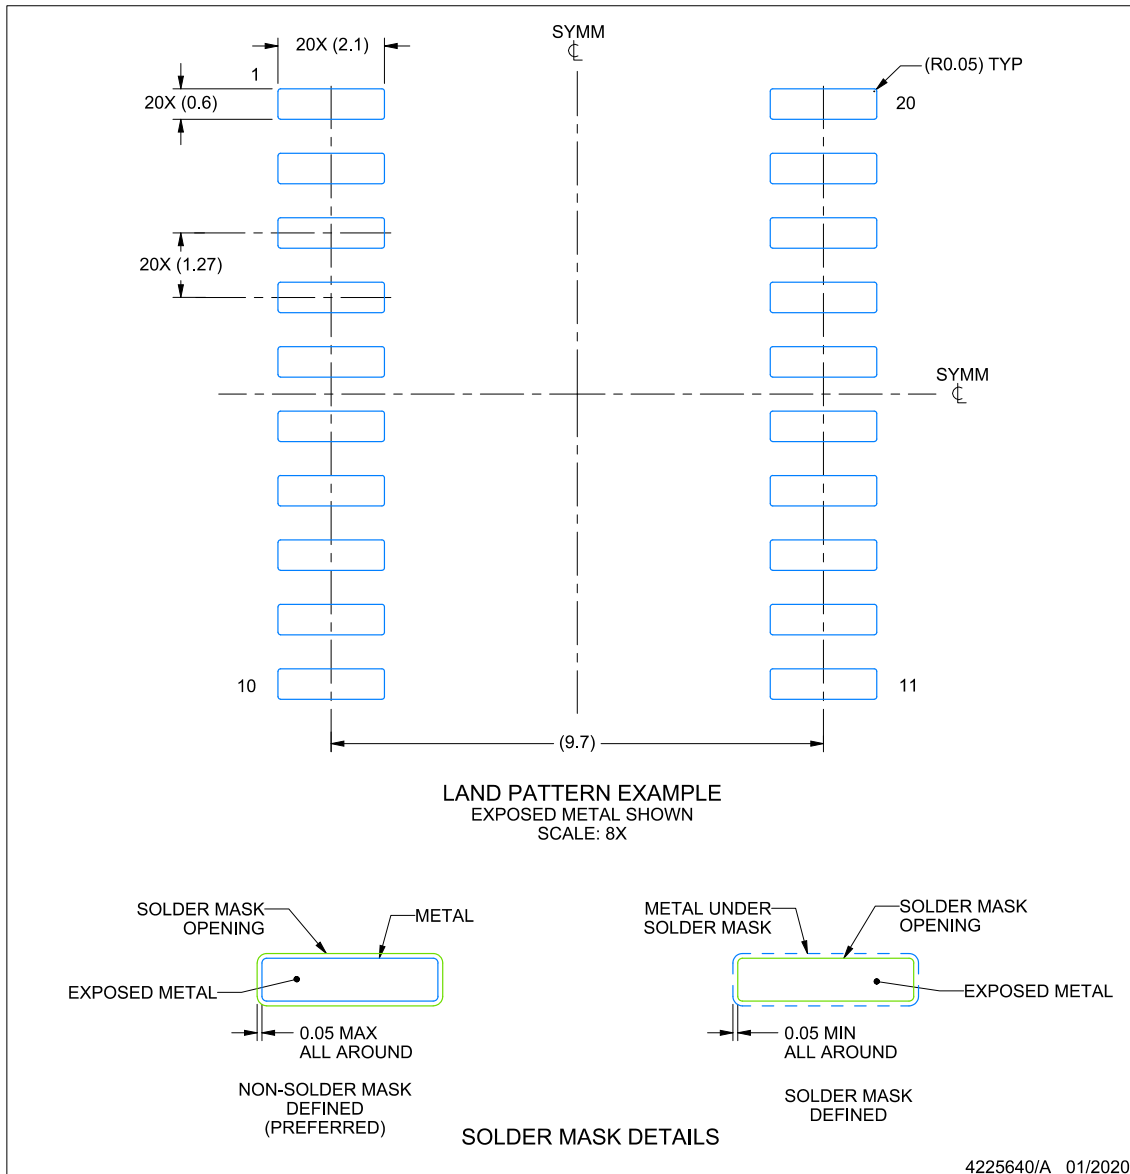 SYMM
℄
20X (2.1)
(R0.05) TYP
1
20X (0.6)
20
20X (1.27)
SYMM
℄
10
11
(9.7)
LAND PATTERN EXAMPLE
EXPOSED METAL SHOWN
SCALE: 8X
SOLDER MASK
OPENING
METAL
EXPOSED METAL
0.05 MAX
ALL AROUND
NON-SOLDER MASK
DEFINED
(PREFERRED)
METAL UNDER
SOLDER MASK
SOLDER MASK
OPENING
EXPOSED METAL
0.05 MIN
ALL AROUND
SOLDER MASK
DEFINED
SOLDER MASK DETAILS
4225640/A 01/2020